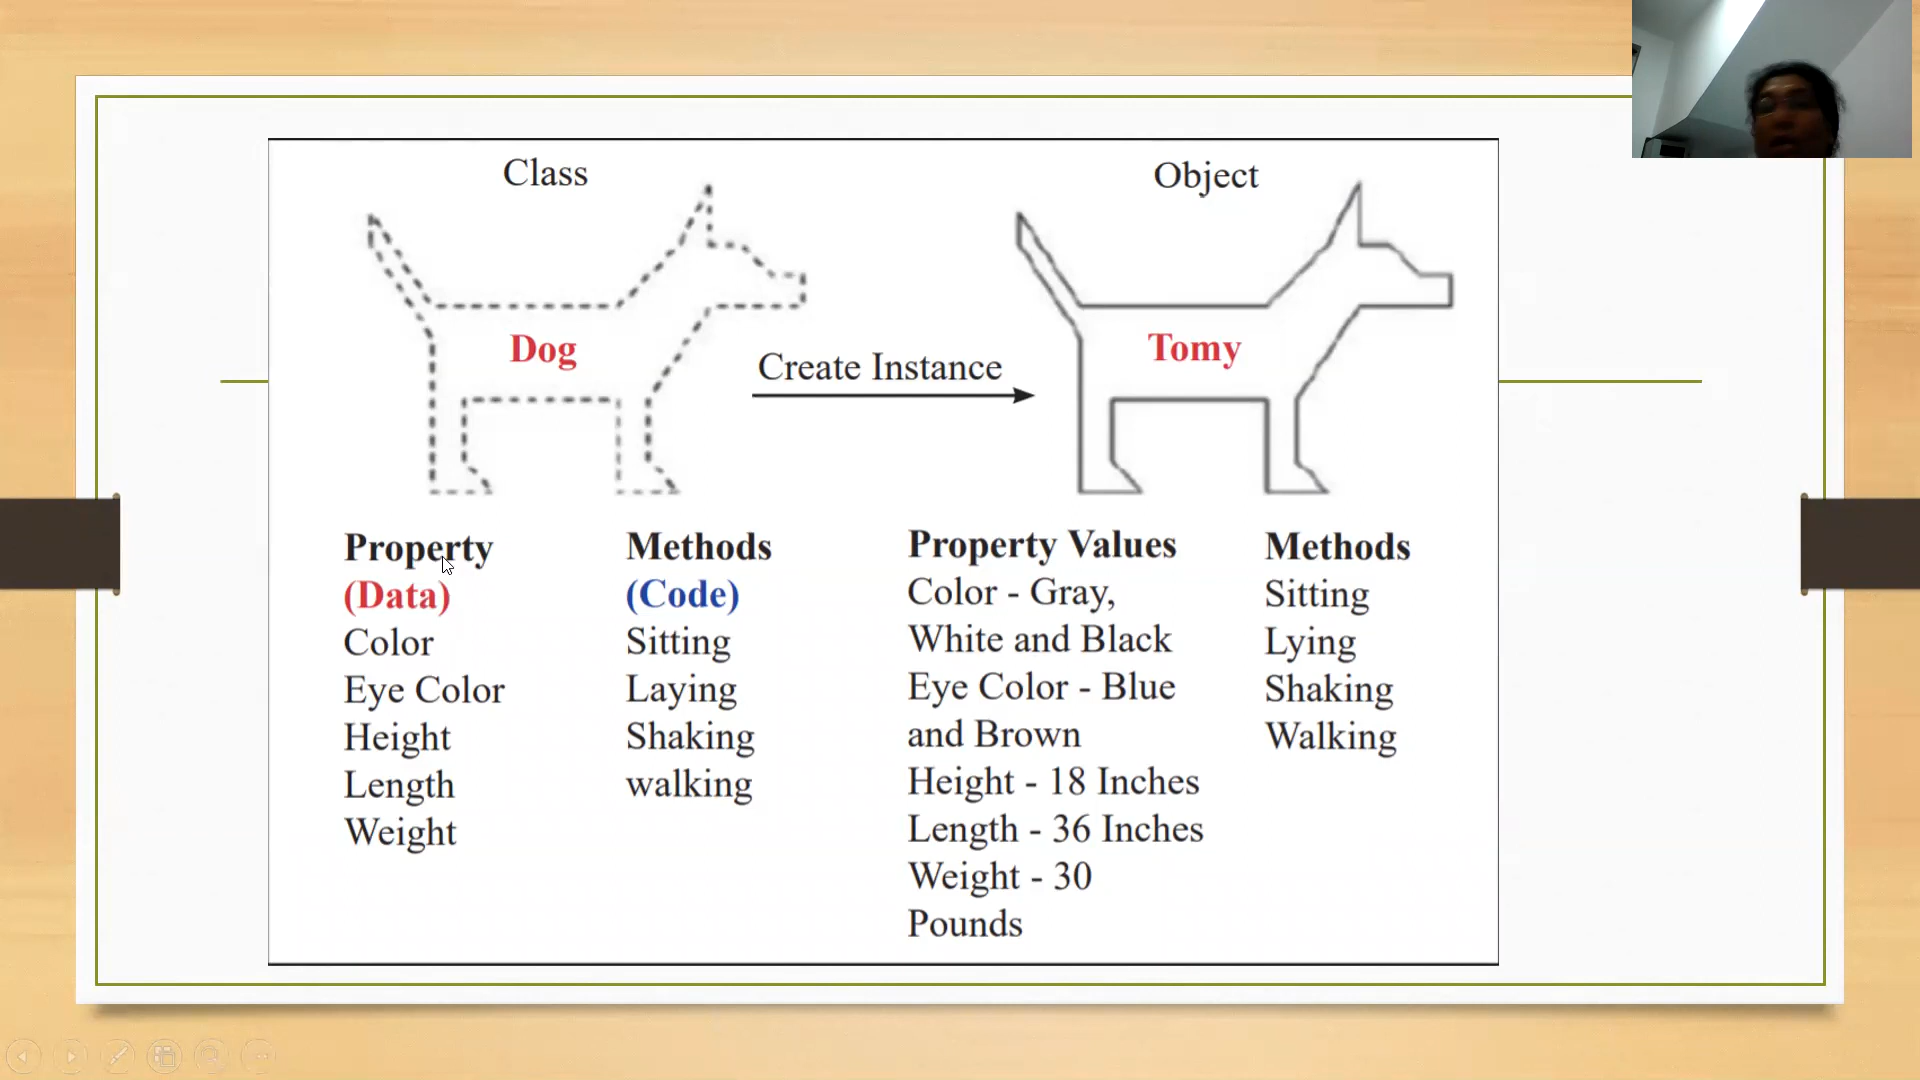 Class
Object
Dog
Create Instance
Tomy
Property
(Data)
Color
Eye Color
Height
Length
Weight
Methods
(Code)
Sitting
Laying
Shaking
walking
Property Values
Color - Gray,
White and Black
Eye Color - Blue
and Brown
Height - 18 Inches
Length - 36 Inches
Weight - 30
Pounds
Methods
Sitting
Lying
Shaking
Walking